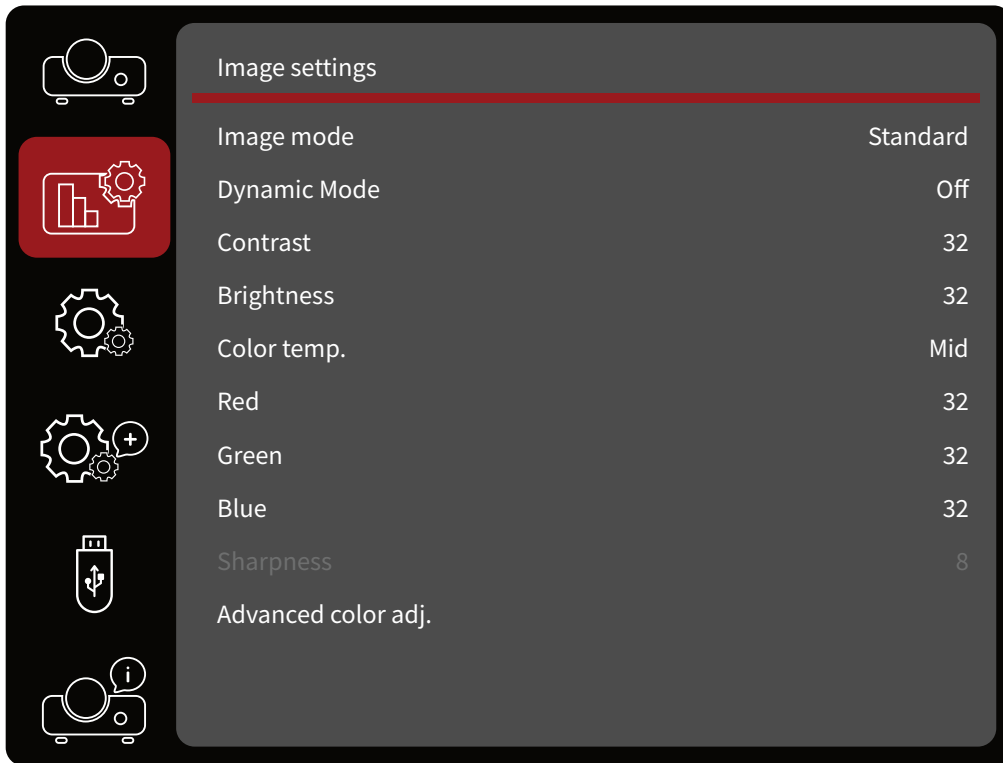 Image settings
Image mode Standard
Dynamic Mode Off
Contrast 32
Brightness 32
Color temp. Mid
Red 32
Green 32
Blue 32
Sharpness 8
Advanced color adj.
i